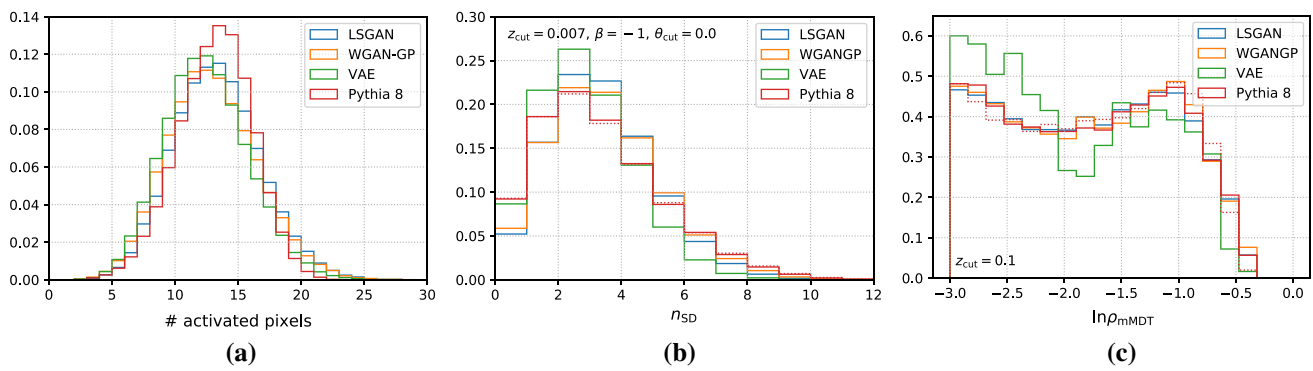 0.14
0.12
0.10
0.08
0.06
0.04
0.02
0.00
0
5
10
15
20
25
30
# activated pixels
LSGAN
WGAN-GP
VAE
Pythia 8
(a)
0.30
0.25
0.20
0.15
0.10
0.05
0.00
0
2
4
6
8
10
12
n_SD
z_cut = 0.007, β = −1, θ_cut = 0.0
LSGAN
WGANGP
VAE
Pythia 8
(b)
0.6
0.5
0.4
0.3
0.2
0.1
0.0
−3.0
−2.5
−2.0
−1.5
−1.0
−0.5
0.0
lnρ_mMDT
z_cut = 0.1
LSGAN
WGANGP
VAE
Pythia 8
(c)